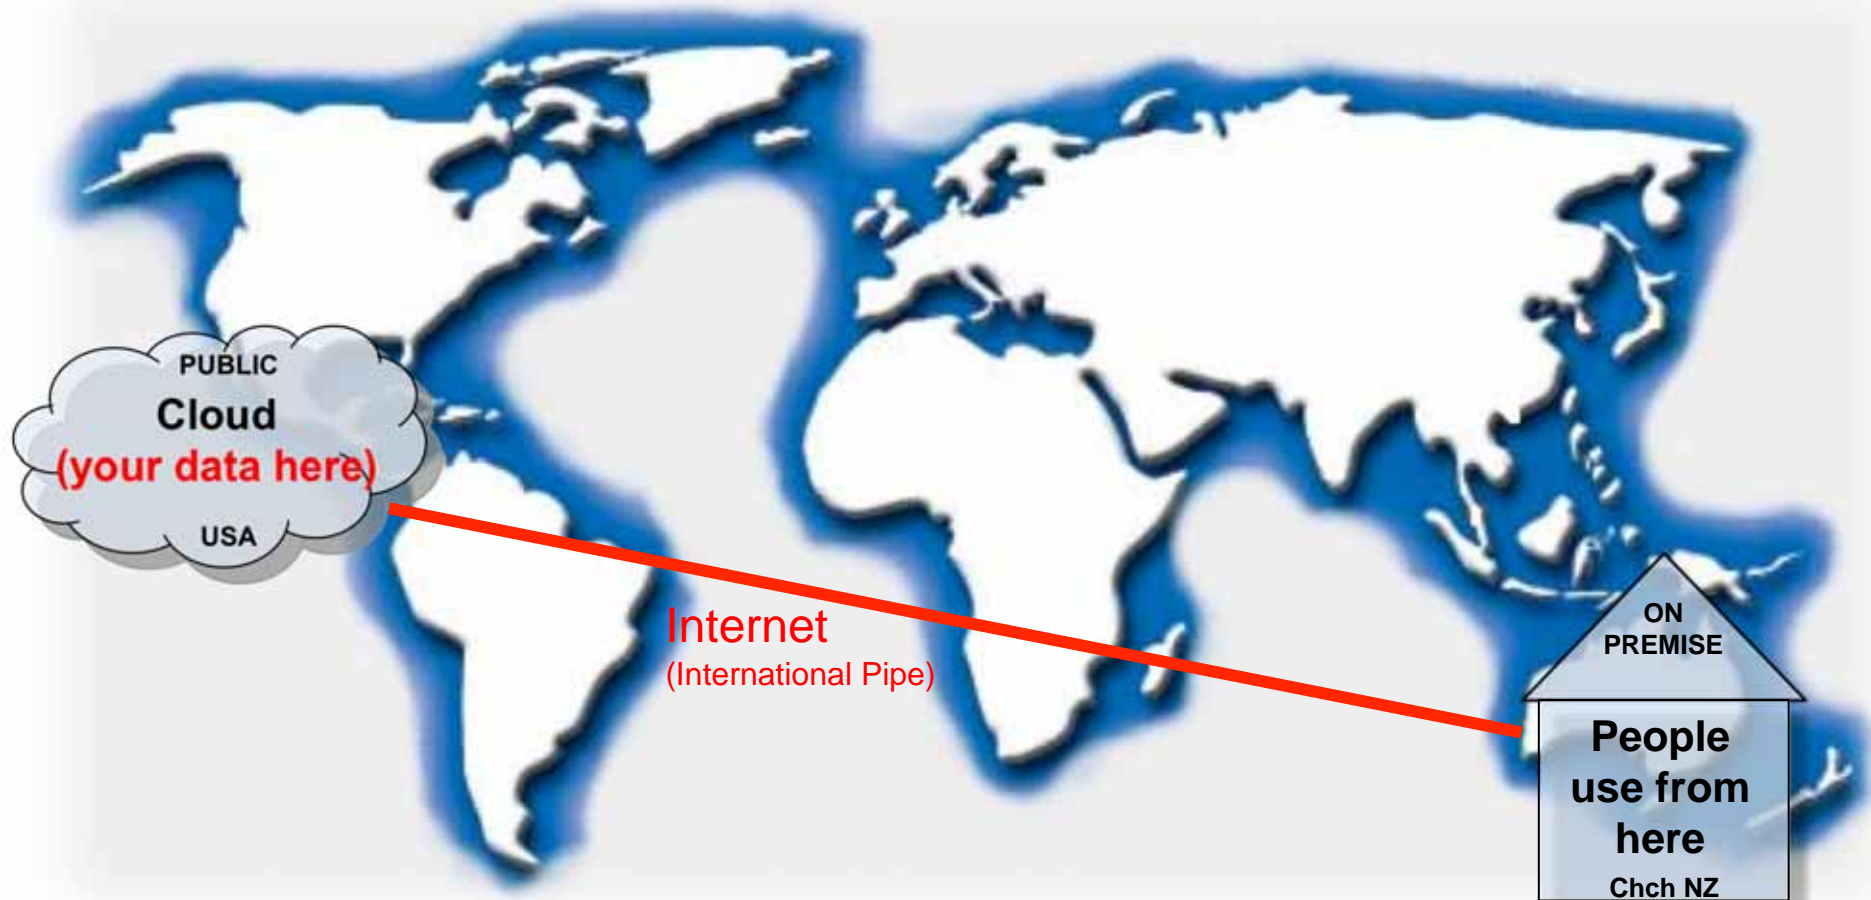 PUBLIC
Cloud
(your data here)
USA
Internet
(International Pipe)
ON
PREMISE
People
use from
here
Chch NZ